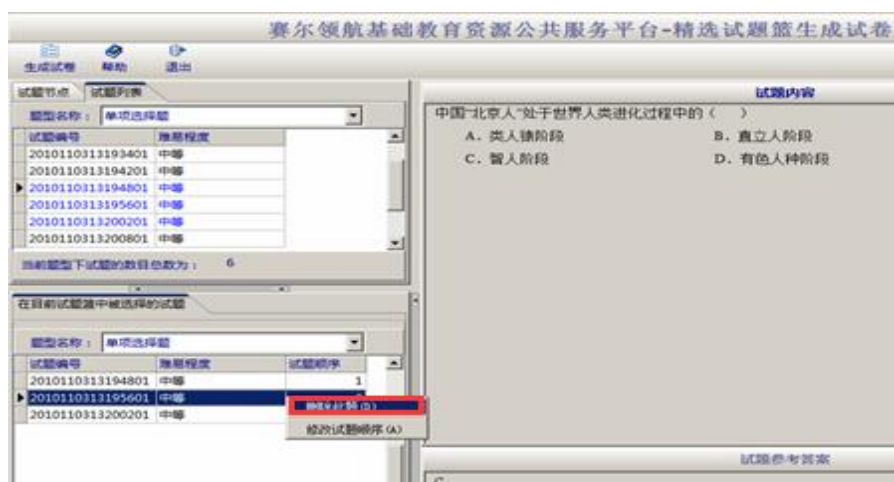 赛尔领航基础教育资源公共服务平台-精选试题篮生成试卷
生成试卷 帮助 退出
试题节点 试题列表
题型名称： 单项选择题
试题编号 难易程度
2010110313193401 中等
2010110313194201 中等
2010110313194801 中等
2010110313195601 中等
2010110313200201 中等
2010110313200801 中等
当前题型下试题的数目总数为： 6
在目前试题篮中被选择的试题
题型名称： 单项选择题
试题编号 难易程度 试题顺序
2010110313194801 中等 1
2010110313195601 中等
2010110313200201 中等
删除试题(D)
修改试题顺序(A)
试题内容
中国"北京人"处于世界人类进化过程中的（ ）
A. 类人猿阶段 B. 直立人阶段
C. 智人阶段 D. 有色人种阶段
试题参考答案